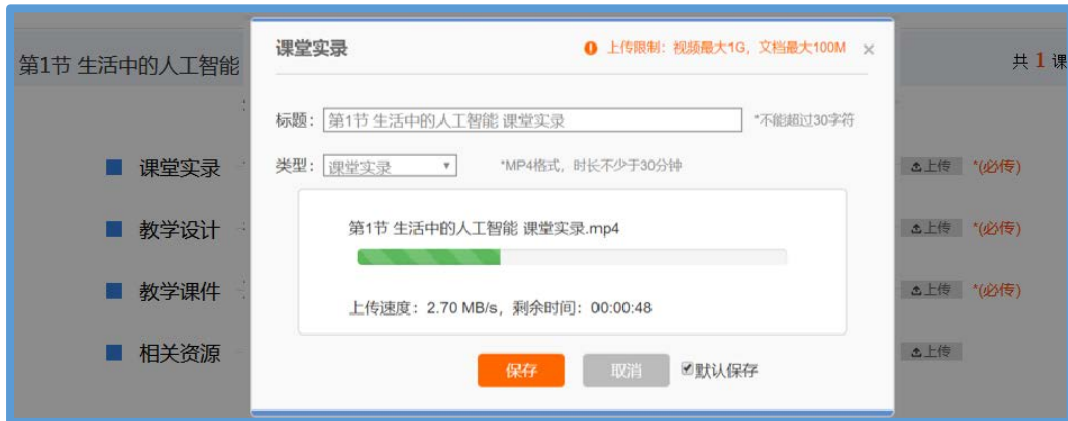 课堂实录
上传限制：视频最大1G，文档最大100M ×
第1节 生活中的人工智能
共 1 课
标题： 第1节 生活中的人工智能 课堂实录 *不能超过30字符
类型： 课堂实录 *MP4格式，时长不少于30分钟
课堂实录 上传 *(必传)
第1节 生活中的人工智能 课堂实录.mp4
教学设计 上传 *(必传)
教学课件 上传 *(必传)
上传速度：2.70 MB/s，剩余时间：00:00:48
相关资源 上传
保存 取消 默认保存